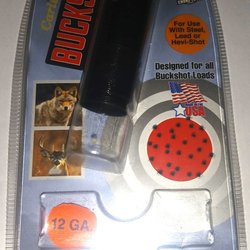 BUCKS
For Use
With Steel,
Lead or
Hevi-Shot
Designed for all
Buckshot Loads
USA
12 GA.